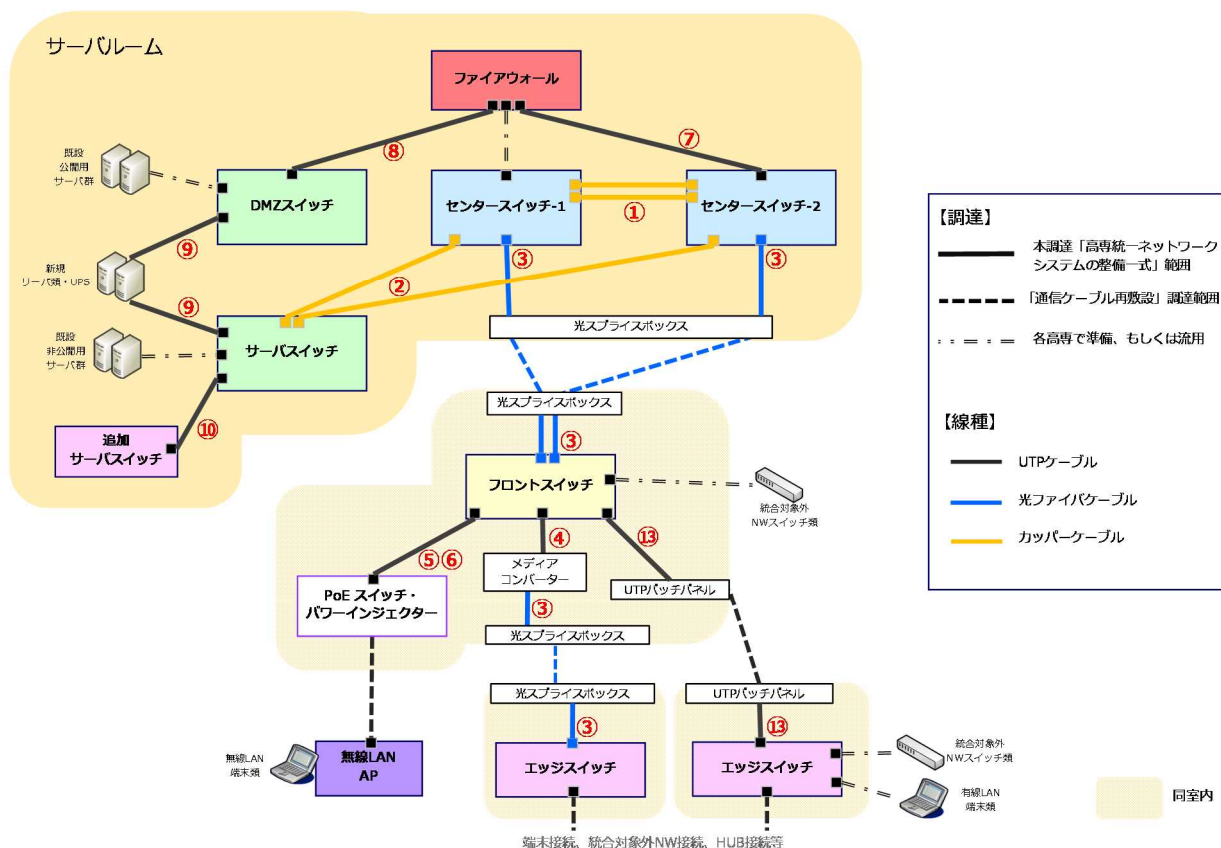 サーバルーム
ファイアウォール
⑧
⑦
既設
公開用
サーバ群
DMZスイッチ
センタースイッチ-1
①
センタースイッチ-2
⑨
③
③
新規
リーバ類・UPS
②
⑨
光スプライスボックス
既設
非公開用
サーバ群
サーバスイッチ
⑩
追加
サーバスイッチ
光スプライスボックス
③
フロントスイッチ
統合対象外
NWスイッチ類
⑤⑥
④
⑬
メディア
コンバーター
PoE スイッチ・
パワーインジェクター
UTPパッチパネル
③
光スプライスボックス
光スプライスボックス
UTPパッチパネル
③
⑬
無線LAN
端末類
無線LAN
AP
エッジスイッチ
エッジスイッチ
統合対象外
NWスイッチ類
有線LAN
端末類
端末接続、統合対象外NW接続、HUB接続等
【調達】
本調達「高専統一ネットワーク
システムの整備一式」範囲
「通信ケーブル再敷設」調達範囲
各高専で準備、もしくは流用
【線種】
UTPケーブル
光ファイバケーブル
カッパーケーブル
同室内